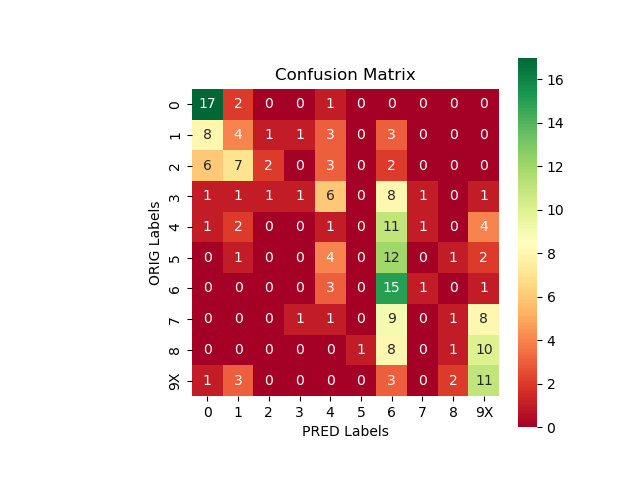 Confusion Matrix
ORIG Labels
0 17 2 0 0 1 0 0 0 0 0
1 8 4 1 1 3 0 3 0 0 0
2 6 7 2 0 3 0 2 0 0 0
3 1 1 1 1 6 0 8 1 0 1
4 1 2 0 0 1 0 11 1 0 4
5 0 1 0 0 4 0 12 0 1 2
6 0 0 0 0 3 0 15 1 0 1
7 0 0 0 1 1 0 9 0 1 8
8 0 0 0 0 0 1 8 0 1 10
9X 1 3 0 0 0 0 3 0 2 11
0 1 2 3 4 5 6 7 8 9X
PRED Labels
16
14
12
10
8
6
4
2
0